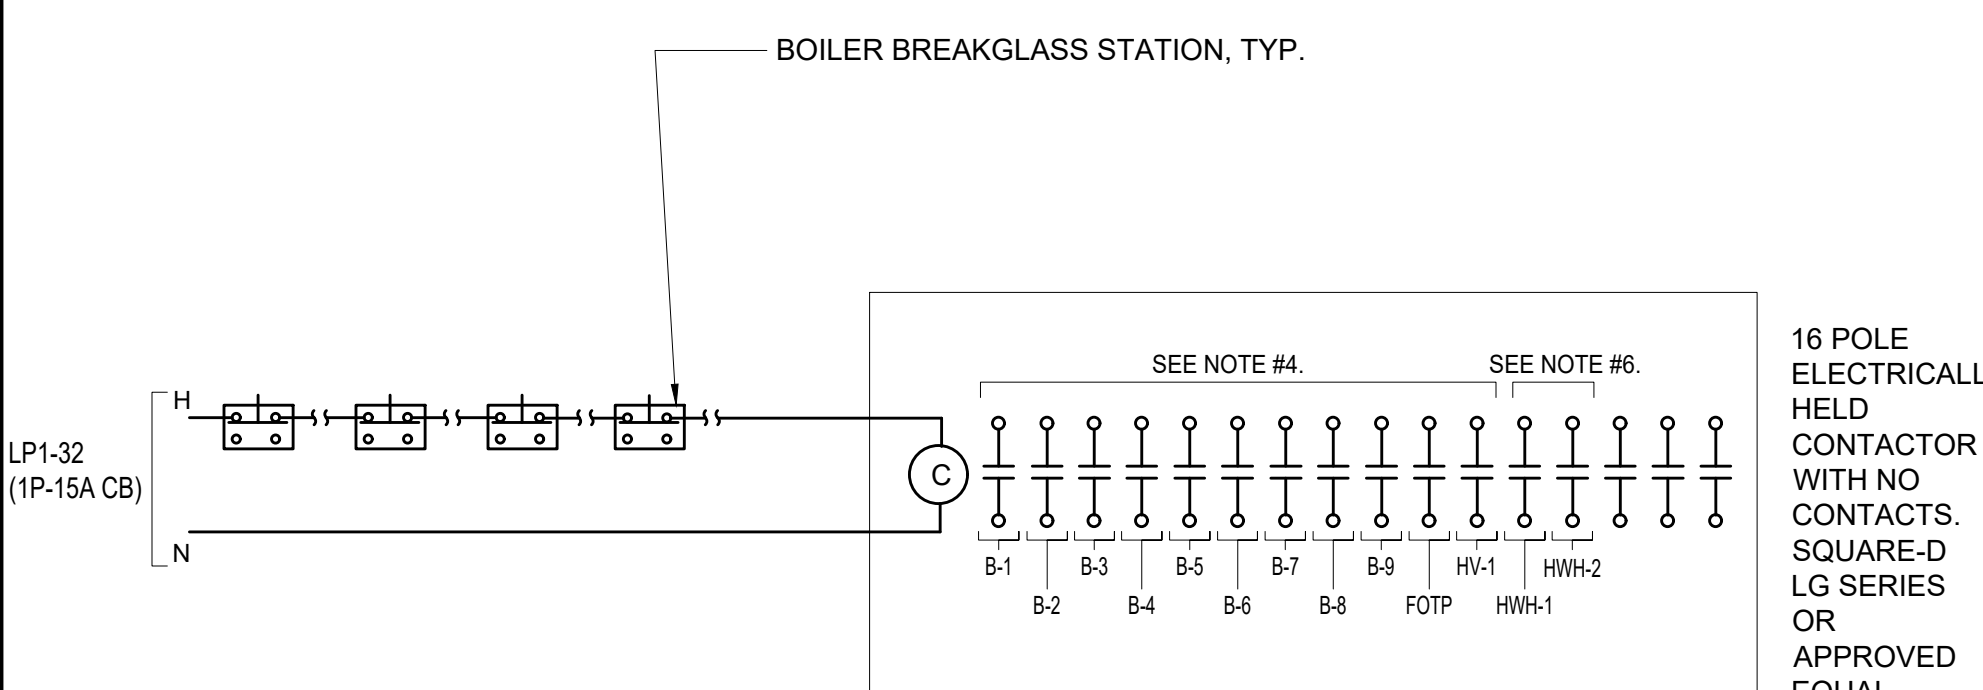 BOILER BREAKGLASS STATION, TYP.
SEE NOTE #4.
SEE NOTE #6.
H
LP1-32
(1P-15A CB)
N
C
B-1
B-2
B-3
B-4
B-5
B-6
B-7
B-8
B-9
FOTP
HV-1
HWH-1
HWH-2
16 POLE
ELECTRICALL
HELD
CONTACTOR
WITH NO
CONTACTS.
SQUARE-D
LG SERIES
OR
APPROVED
EQUAL